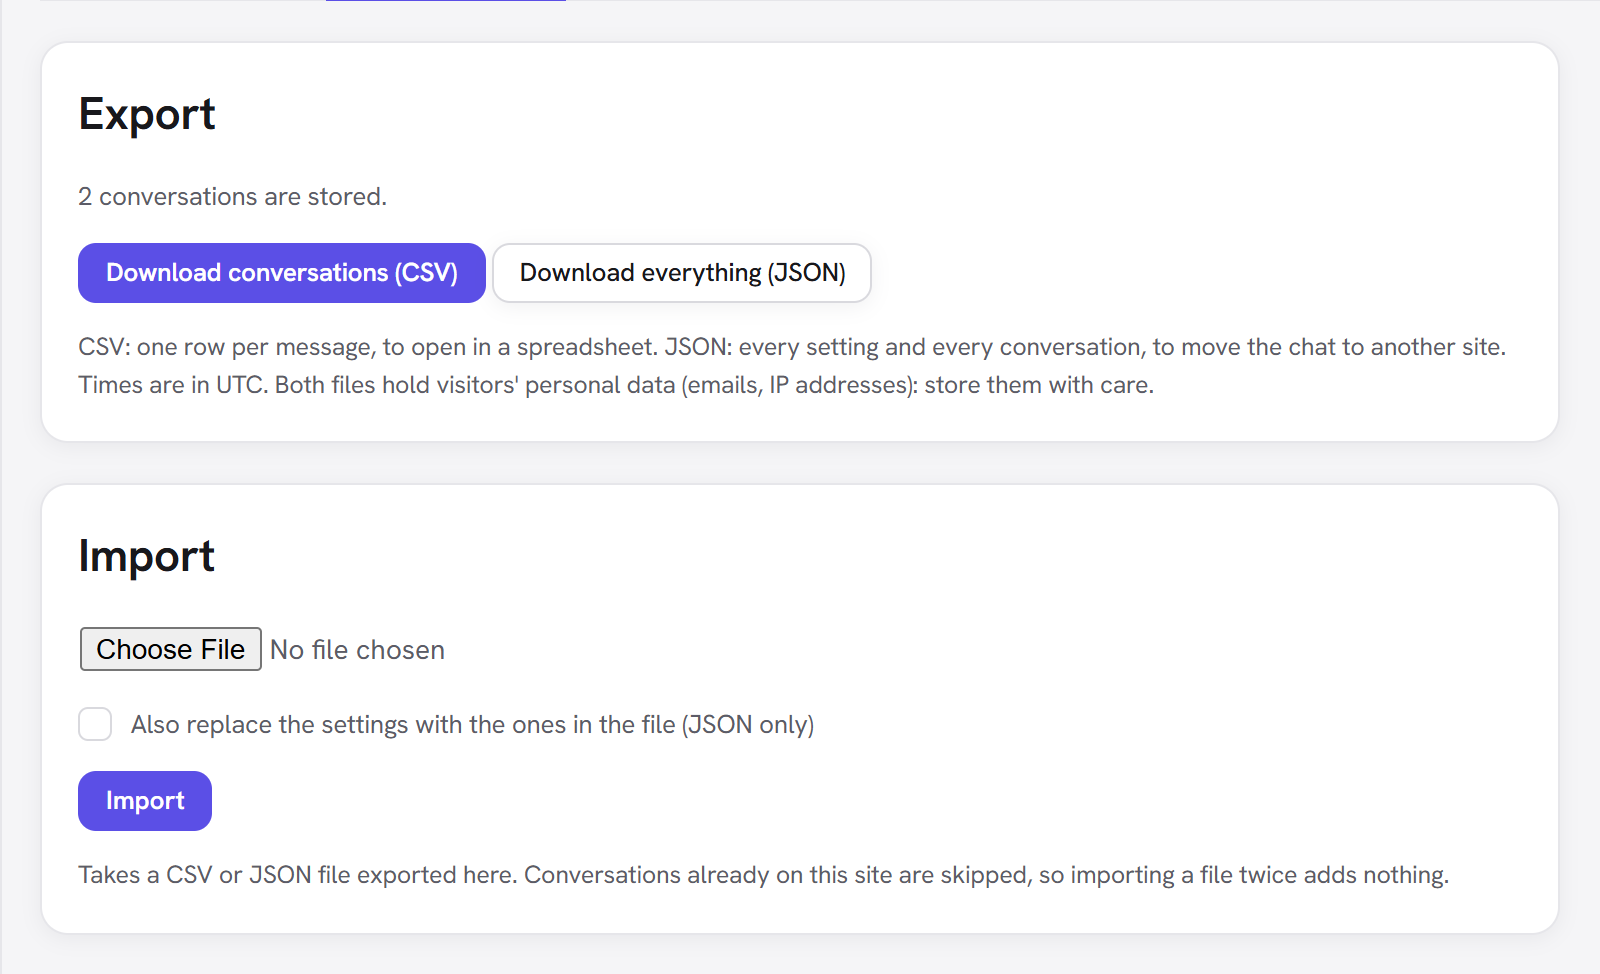 Export
2 conversations are stored.
Download conversations (CSV)
Download everything (JSON)
CSV: one row per message, to open in a spreadsheet. JSON: every setting and every conversation, to move the chat to another site.
Times are in UTC. Both files hold visitors' personal data (emails, IP addresses): store them with care.
Import
Choose File No file chosen
Also replace the settings with the ones in the file (JSON only)
Import
Takes a CSV or JSON file exported here. Conversations already on this site are skipped, so importing a file twice adds nothing.